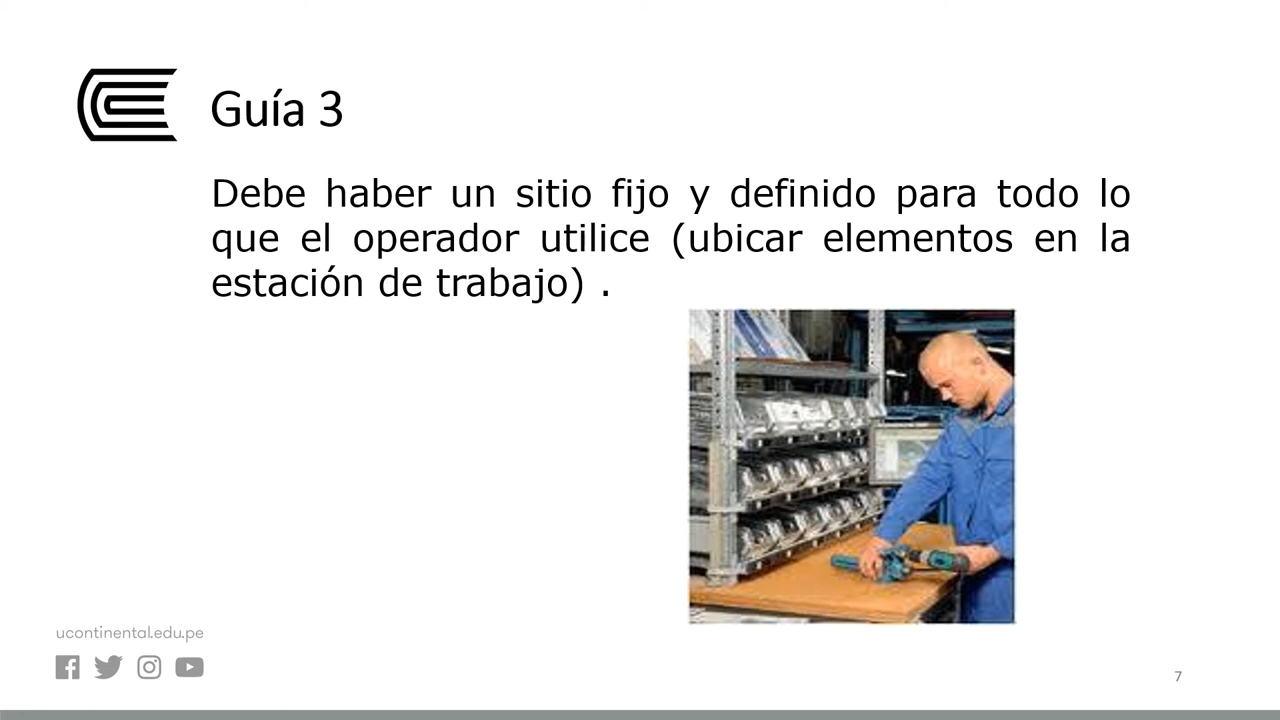 Guía 3
Debe haber un sitio fijo y definido para todo lo
que el operador utilice (ubicar elementos en la
estación de trabajo) .
ucontinental.edu.pe
7